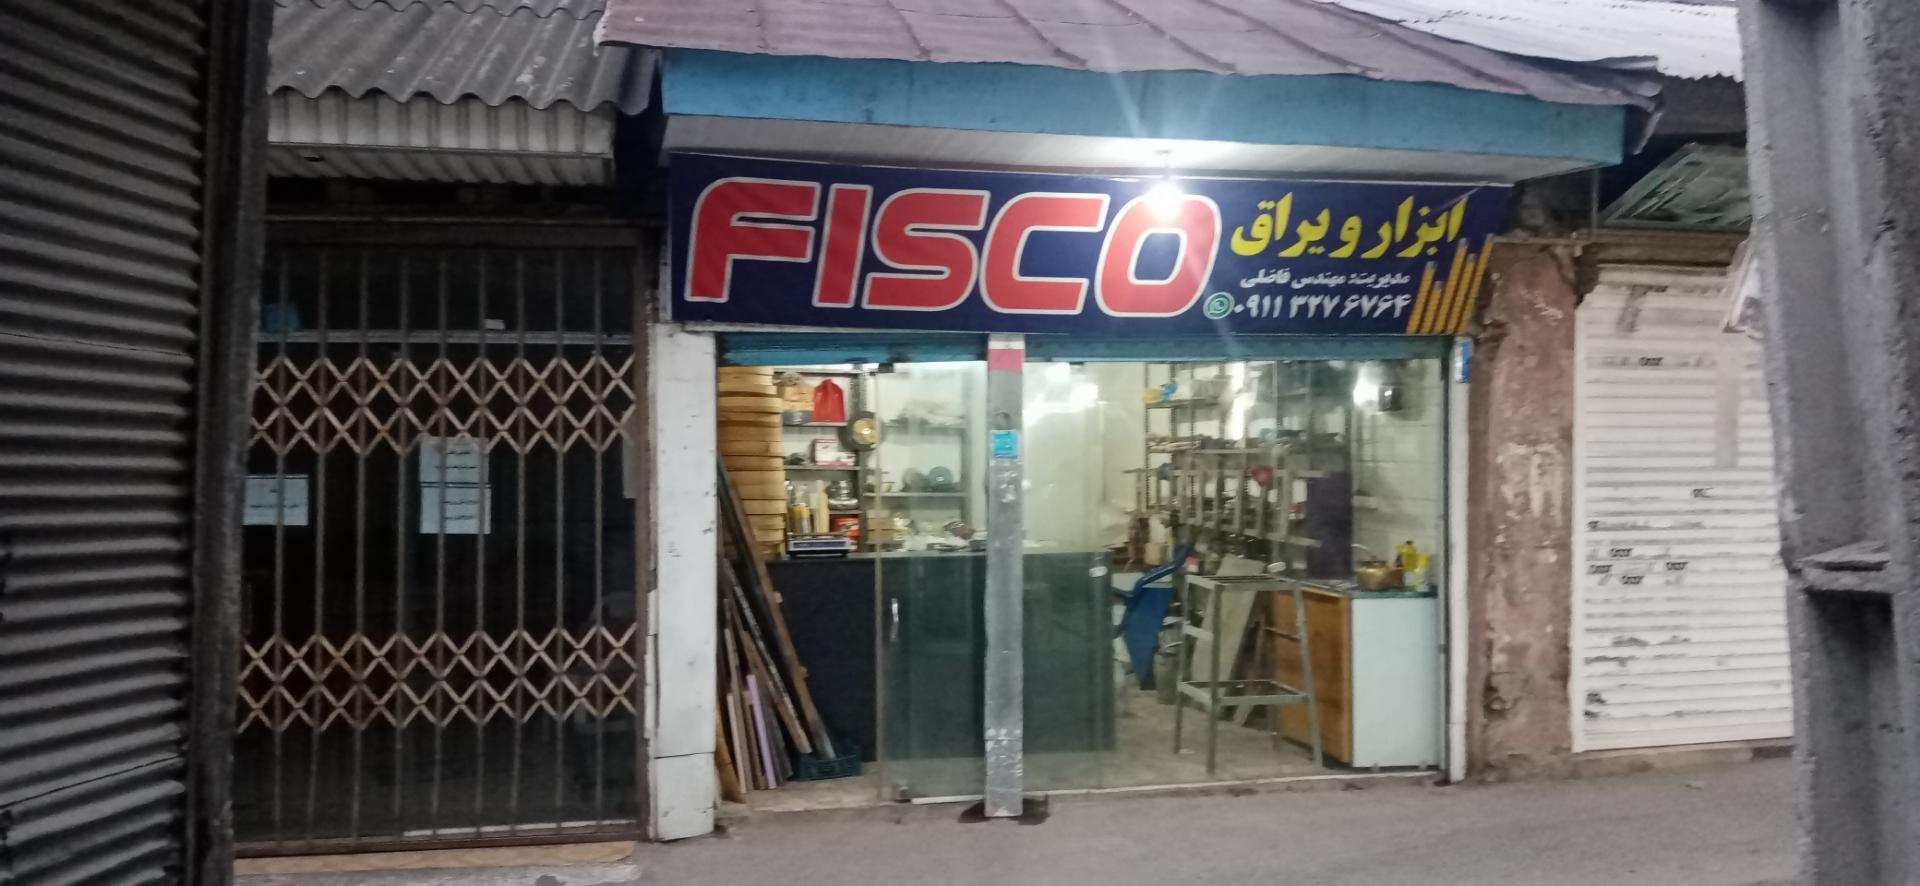 FISCO
ابزار و یراق
مدیریت: مهندس فاضلی
۰۹۱۱ ۳۲۷ ۶۷۶۴